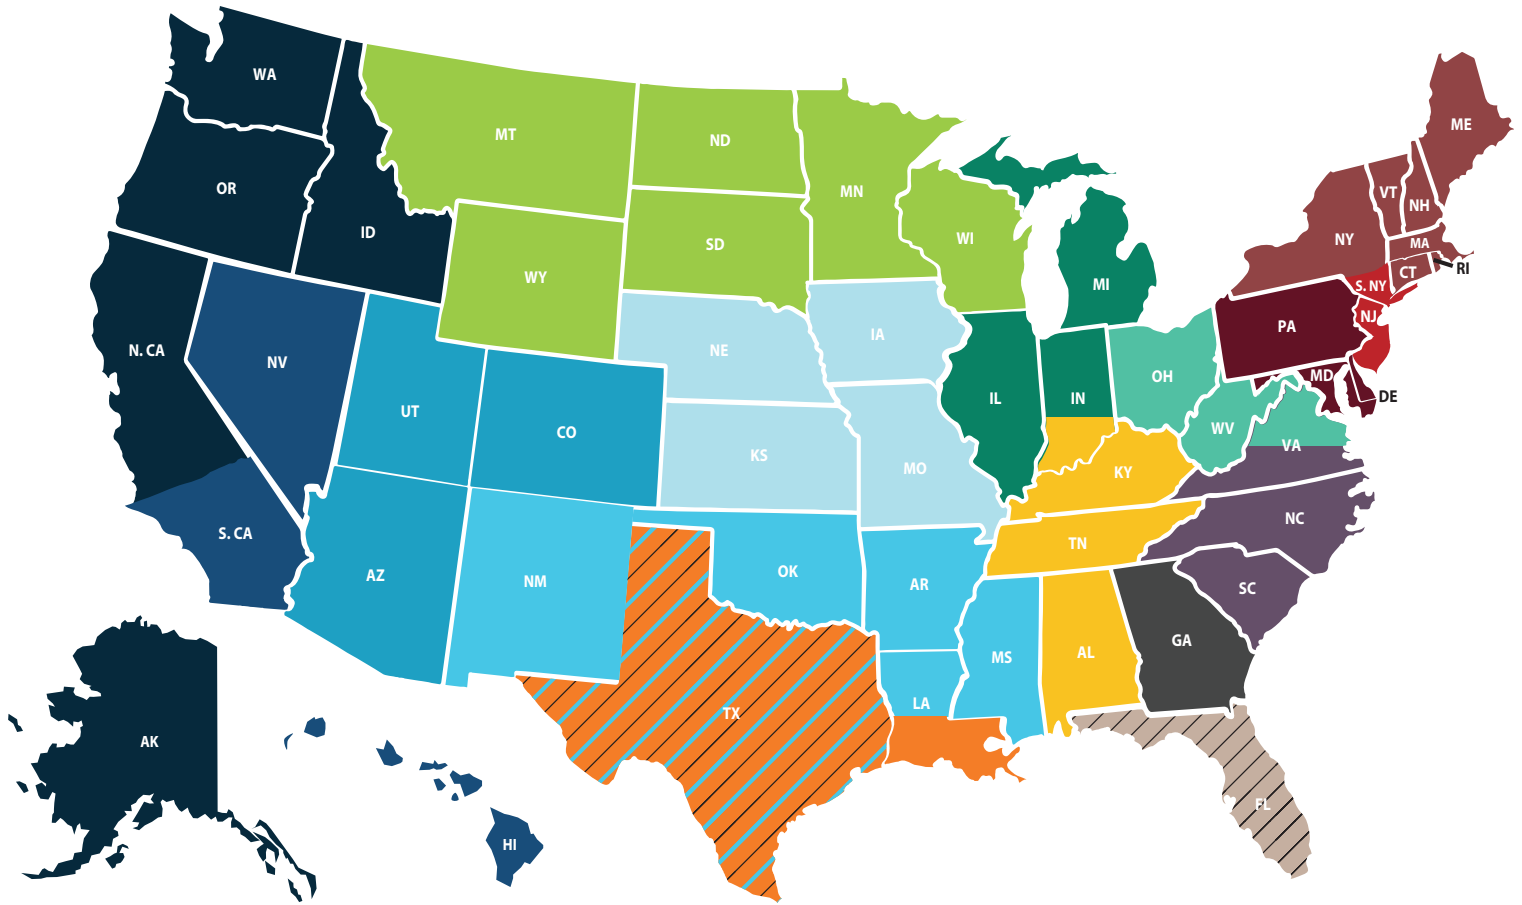 WA
MT
ND
ME
OR
MN
VT
NH
ID
SD
WI
NY
MA
WY
MI
CT
RI
S. NY
NJ
PA
N. CA
NV
NE
IA
OH
MD
DE
UT
CO
IL
IN
WV
VA
KS
MO
KY
S. CA
NC
AZ
NM
OK
AR
TN
SC
GA
AL
MS
LA
TX
AK
FL
HI